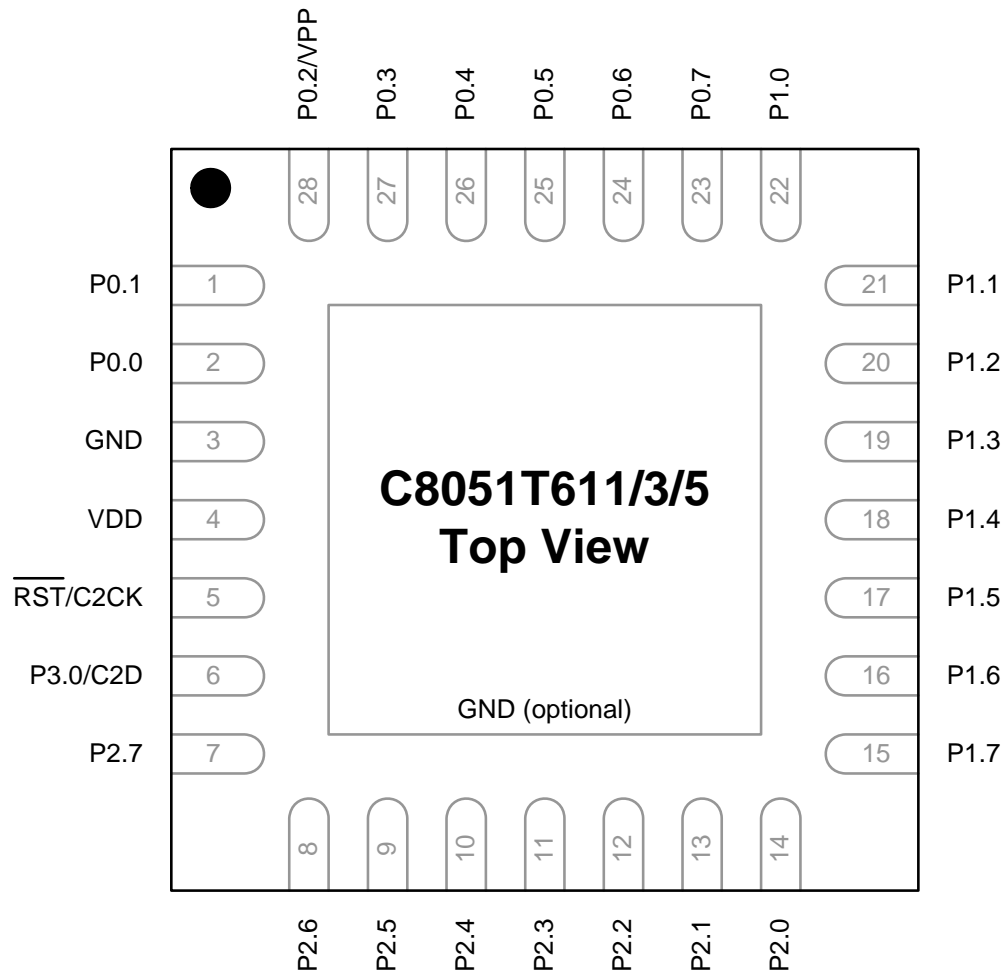 P0.2/VPP
P0.3
P0.4
P0.5
P0.6
P0.7
P1.0
28
27
26
25
24
23
22
P0.1 1
21 P1.1
P0.0 2
20 P1.2
GND 3
19 P1.3
VDD 4
18 P1.4
RST/C2CK 5
17 P1.5
P3.0/C2D 6
16 P1.6
P2.7 7
15 P1.7
C8051T611/3/5
Top View
GND (optional)
8
9
10
11
12
13
14
P2.6
P2.5
P2.4
P2.3
P2.2
P2.1
P2.0